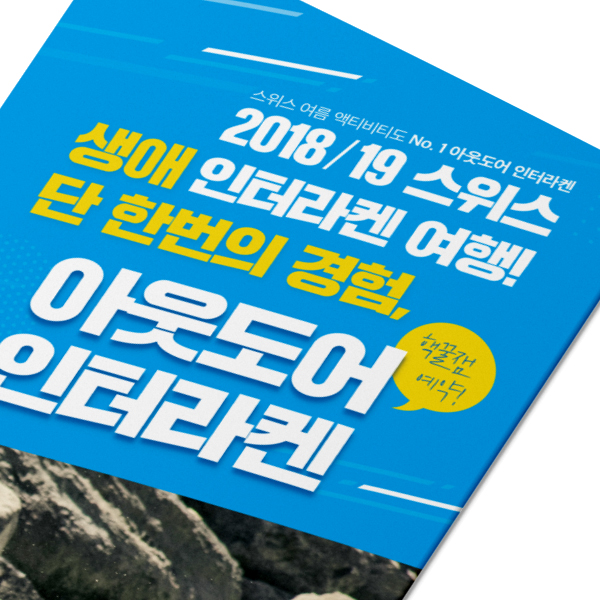 스위스 여름 액티비티도 No. 1 아웃도어 인터라켄
2018/19 스위스
생애 인터라켄 여행!
단 한번의 경험,
아웃도어
인터라켄
핵꿀잼
예약!